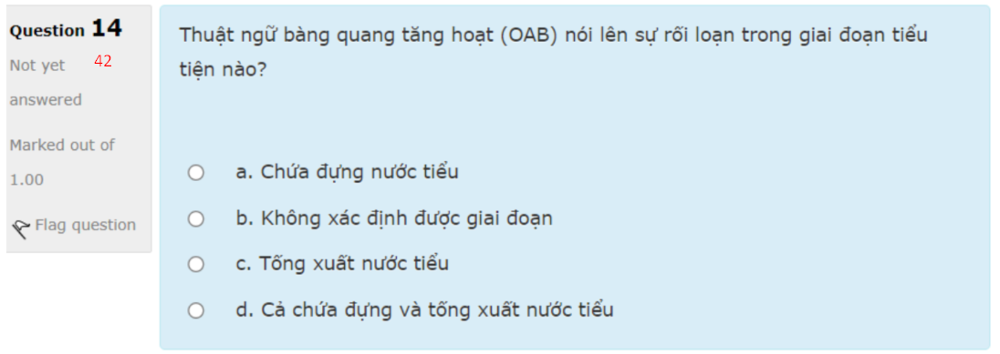 Question 14
Not yet 42
answered
Marked out of
1.00
Flag question
Thuật ngữ bàng quang tăng hoạt (OAB) nói lên sự rối loạn trong giai đoạn tiểu
tiện nào?
a. Chứa đựng nước tiểu
b. Không xác định được giai đoạn
c. Tống xuất nước tiểu
d. Cả chứa đựng và tống xuất nước tiểu